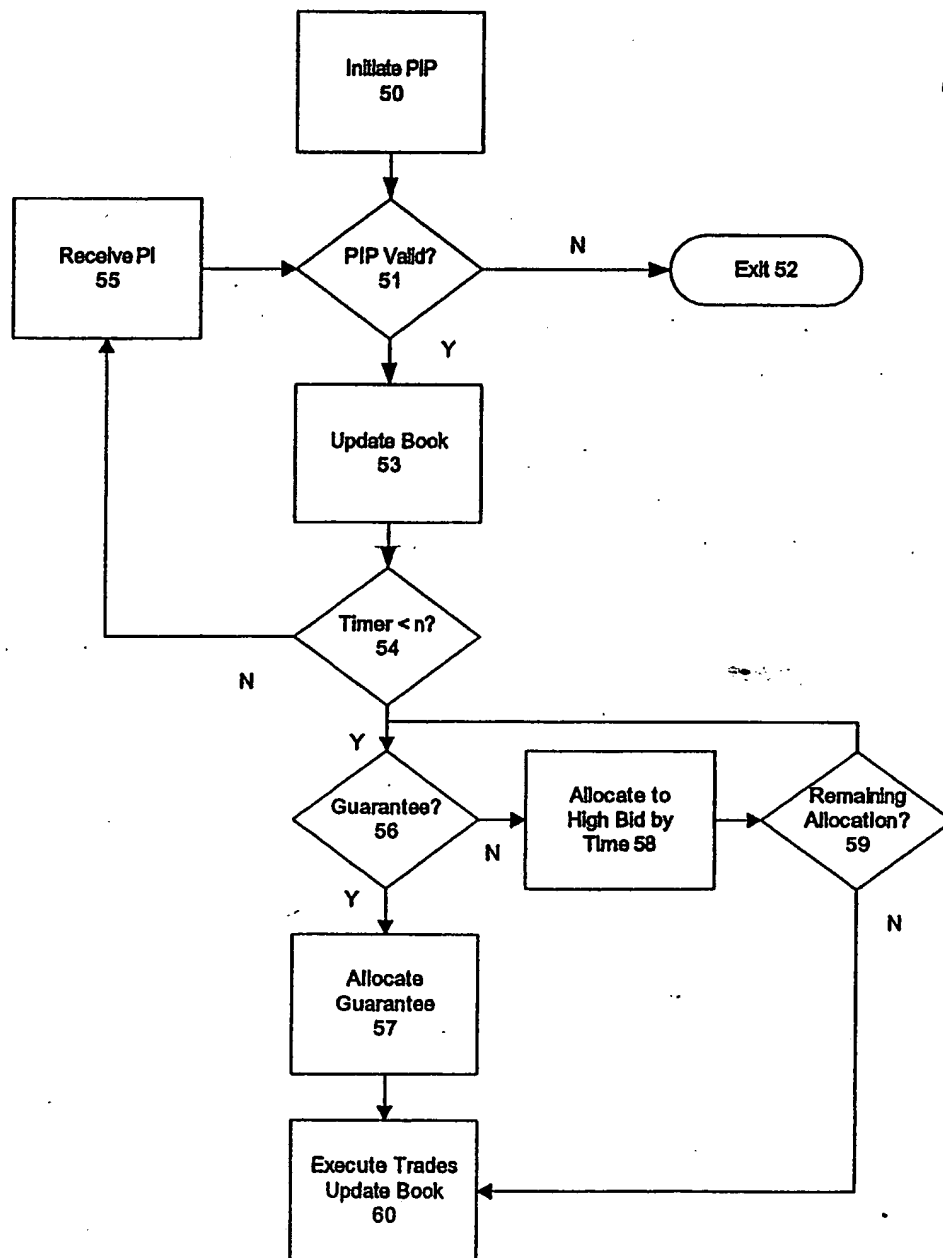 Initiate PIP
50
Receive PI
55
PIP Valid?
51
N
Exit 52
Y
Update Book
53
Timer < n?
54
N
Y
Guarantee?
56
N
Allocate to
High Bid by
Time 58
Remaining
Allocation?
59
Y
N
Allocate
Guarantee
57
Execute Trades
Update Book
60